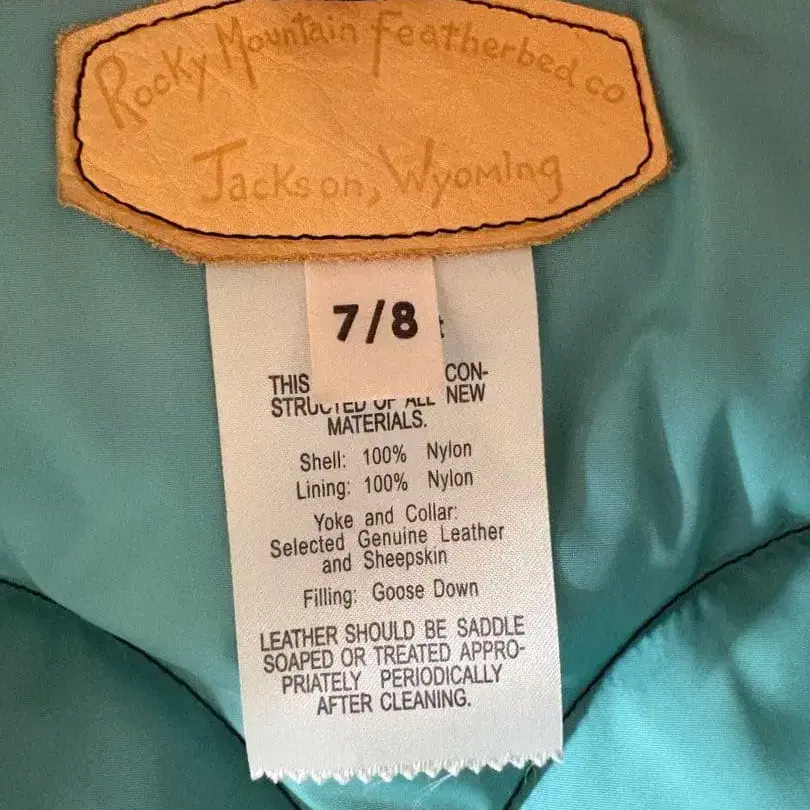 Rocky Mountain Featherbed co
Jackson, Wyoming
7/8
THIS CON-
STRUCTED OF ALL NEW
MATERIALS.
Shell: 100% Nylon
Lining: 100% Nylon
Yoke and Collar:
Selected Genuine Leather
and Sheepskin
Filling: Goose Down
LEATHER SHOULD BE SADDLE
SOAPED OR TREATED APPRO-
PRIATELY PERIODICALLY
AFTER CLEANING.